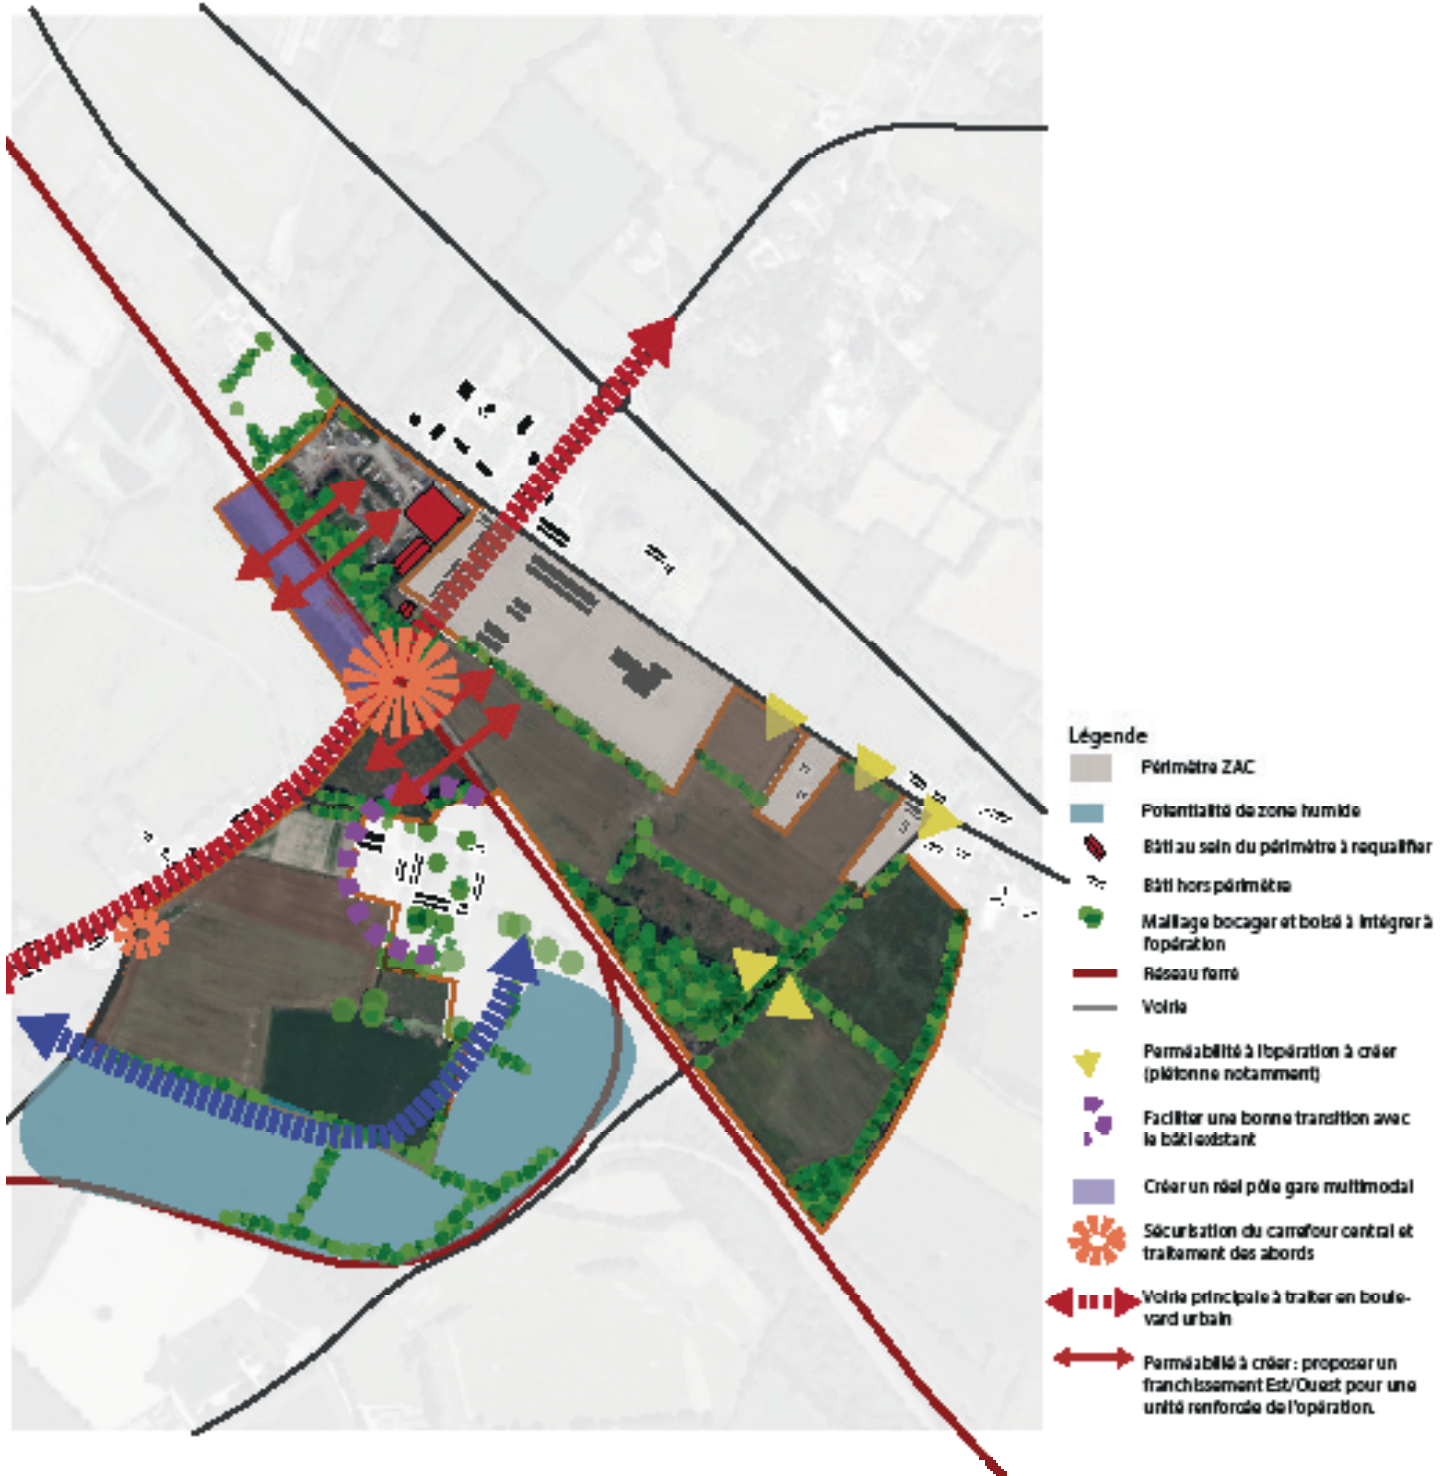 Légende
Périmètre ZAC
Potentialité de zone humide
Bâti au sein du périmètre à requalifier
Bâti hors périmètre
Maillage bocager et boisé à intégrer à
l'opération
Réseau ferré
Voirie
Perméabilité à l'opération à créer
(piétonne notamment)
Faciliter une bonne transition avec
le bâti existant
Créer un réel pôle gare multimodal
Sécurisation du carrefour central et
traitement des abords
Voirie principale à traiter en boule-
vard urbain
Perméabilié à créer : proposer un
franchissement Est/Ouest pour une
unité renforcée de l'opération.